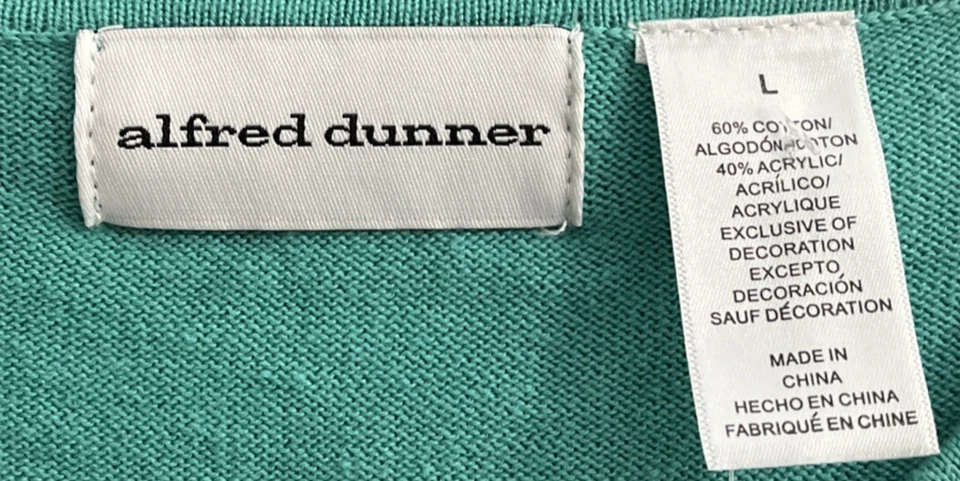 alfred dunner
L
60% COTTON/
ALGODÓN/COTON
40% ACRYLIC/
ACRÍLICO/
ACRYLIQUE
EXCLUSIVE OF
DECORATION
EXCEPTO
DECORACIÓN
SAUF DÉCORATION
MADE IN
CHINA
HECHO EN CHINA
FABRIQUÉ EN CHINE